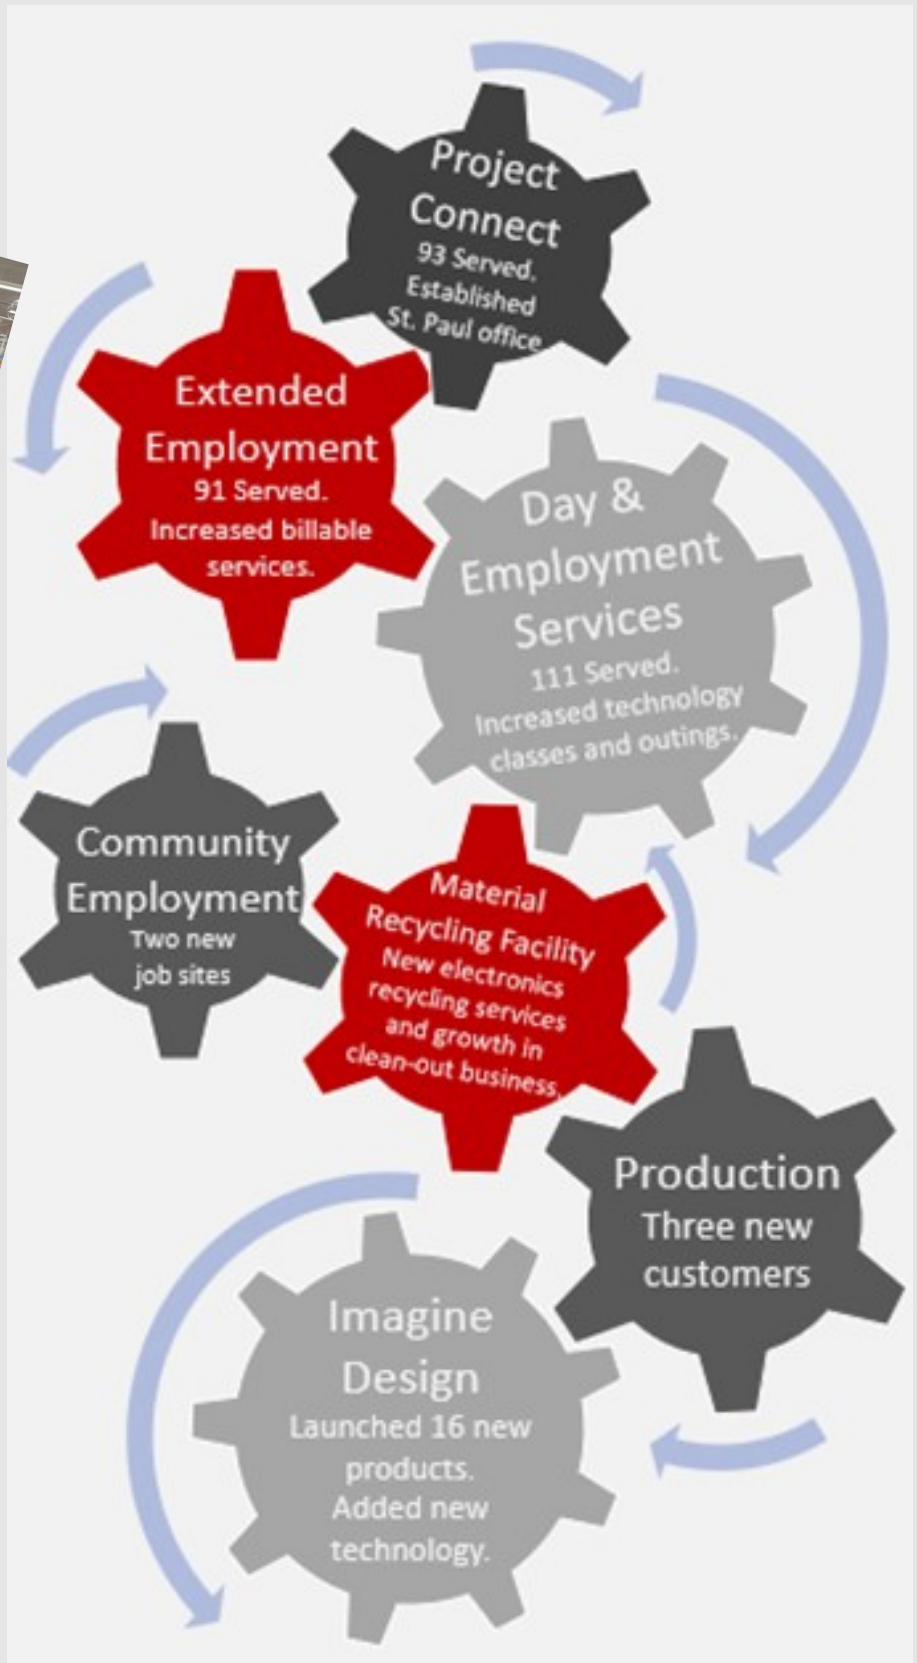 Project
Connect
93 Served.
Established
St. Paul office
Extended
Employment
91 Served.
Increased billable
services.
Day &
Employment
Services
111 Served.
Increased technology
classes and outings.
Community
Employment
Two new
job sites
Material
Recycling Facility
New electronics
recycling services
and growth in
clean-out business.
Production
Three new
customers
Imagine
Design
Launched 16 new
products.
Added new
technology.